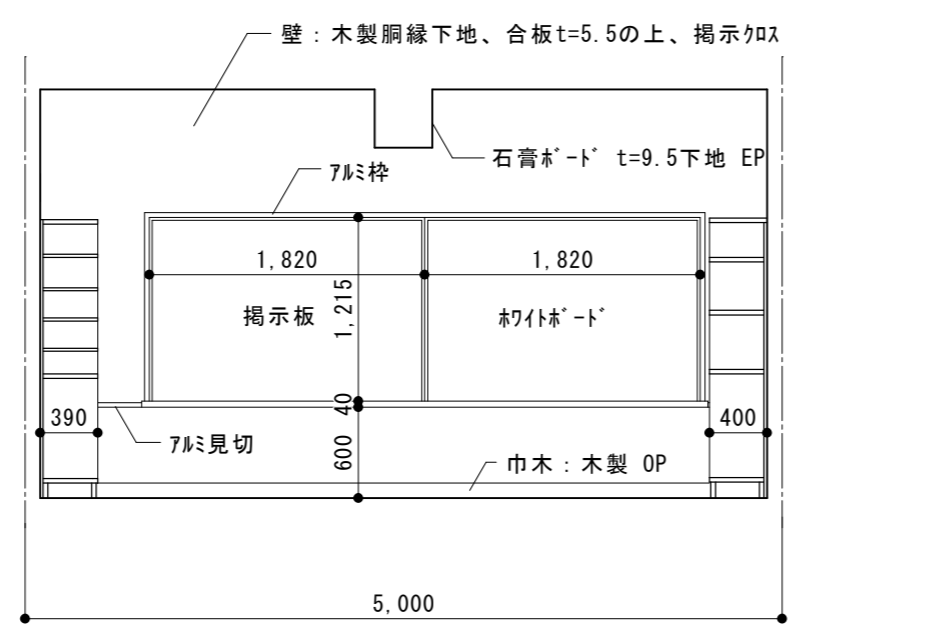 壁：木製胴縁下地、合板t=5.5の上、掲示ｸﾛｽ
石膏ﾎﾞｰﾄﾞ t=9.5下地 EP
ｱﾙﾐ枠
1,820
1,820
1,215
掲示板
ﾎﾜｲﾄﾎﾞｰﾄﾞ
40
390
400
ｱﾙﾐ見切
600
巾木：木製 OP
5,000